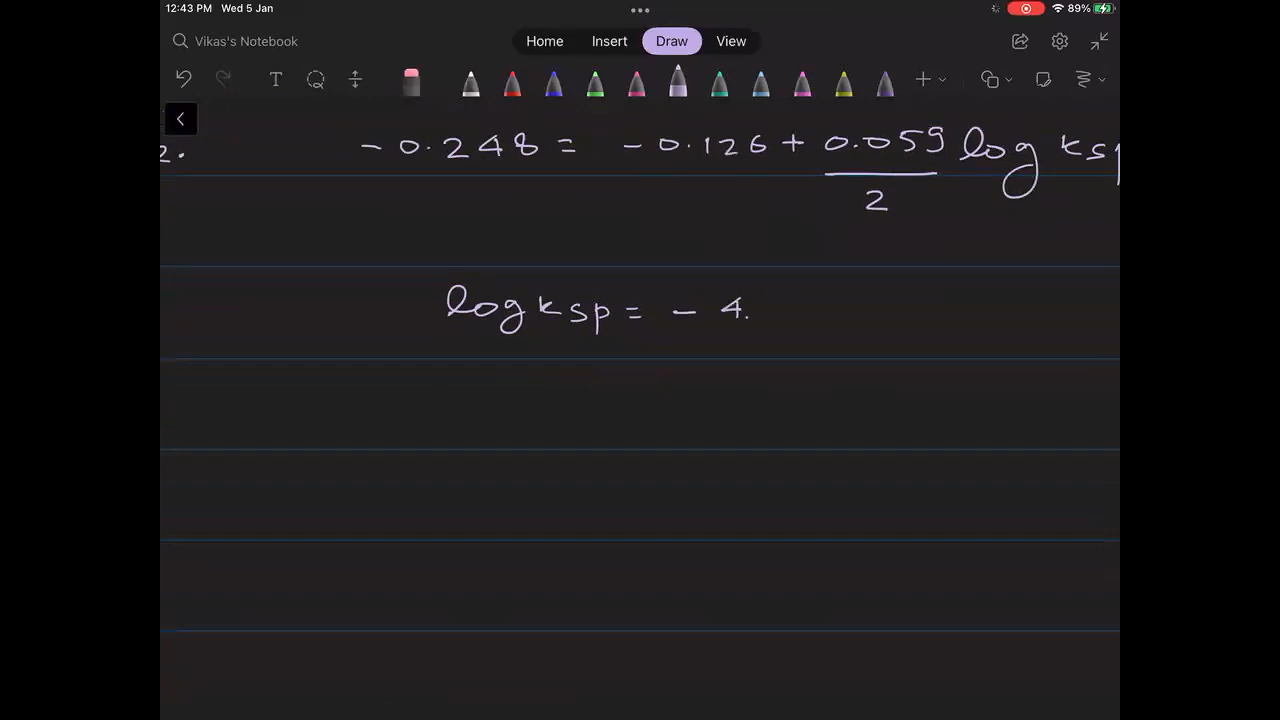 12:43 PM Wed 5 Jan
89%
Vikas's Notebook
Home Insert Draw View
2. -0.248 = -0.126 + 0.059/2 log ksp
log ksp = - 4.